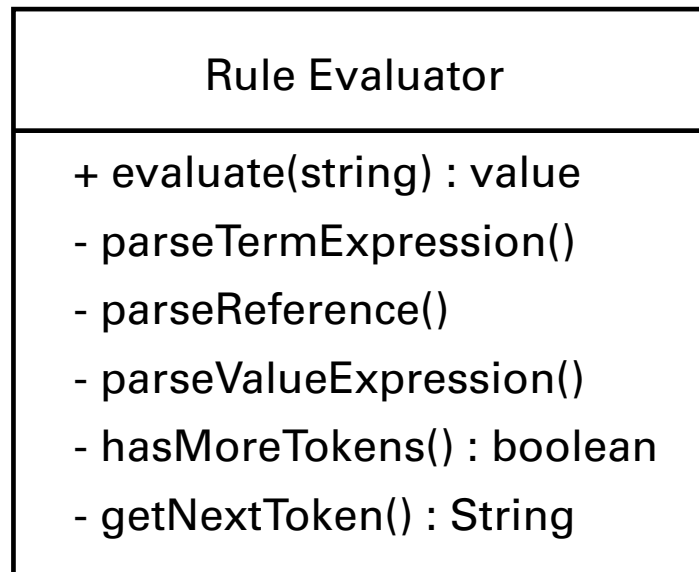 Rule Evaluator
+ evaluate(string) : value
- parseTermExpression()
- parseReference()
- parseValueExpression()
- hasMoreTokens() : boolean
- getNextToken() : String